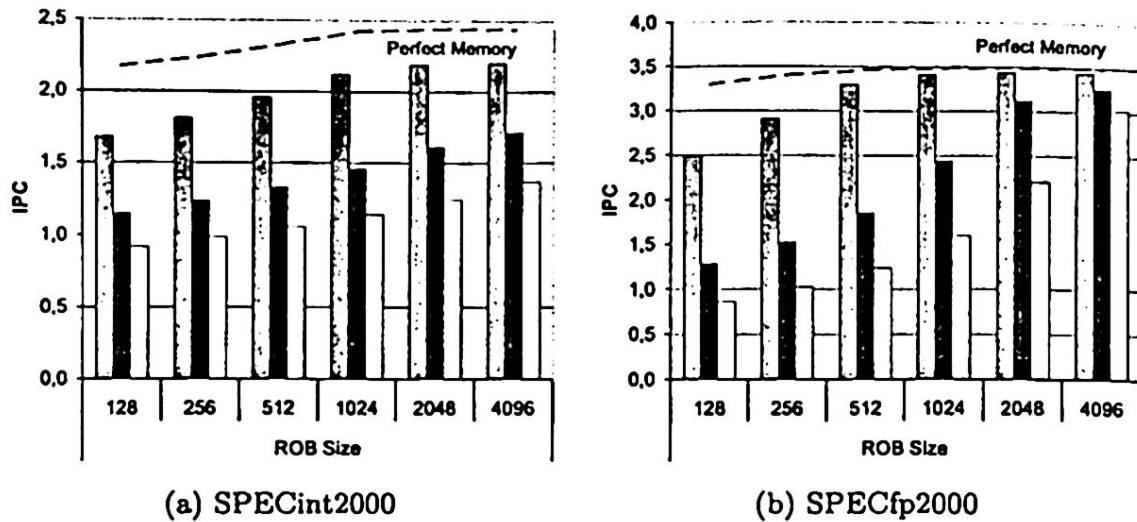 2,5
2,0
1,5
1,0
0,5
0,0
IPC
Perfect Memory
128 256 512 1024 2048 4096
ROB Size
(a) SPECint2000
4,0
3,5
3,0
2,5
2,0
1,5
1,0
0,5
0,0
IPC
Perfect Memory
128 256 512 1024 2048 4096
ROB Size
(b) SPECfp2000